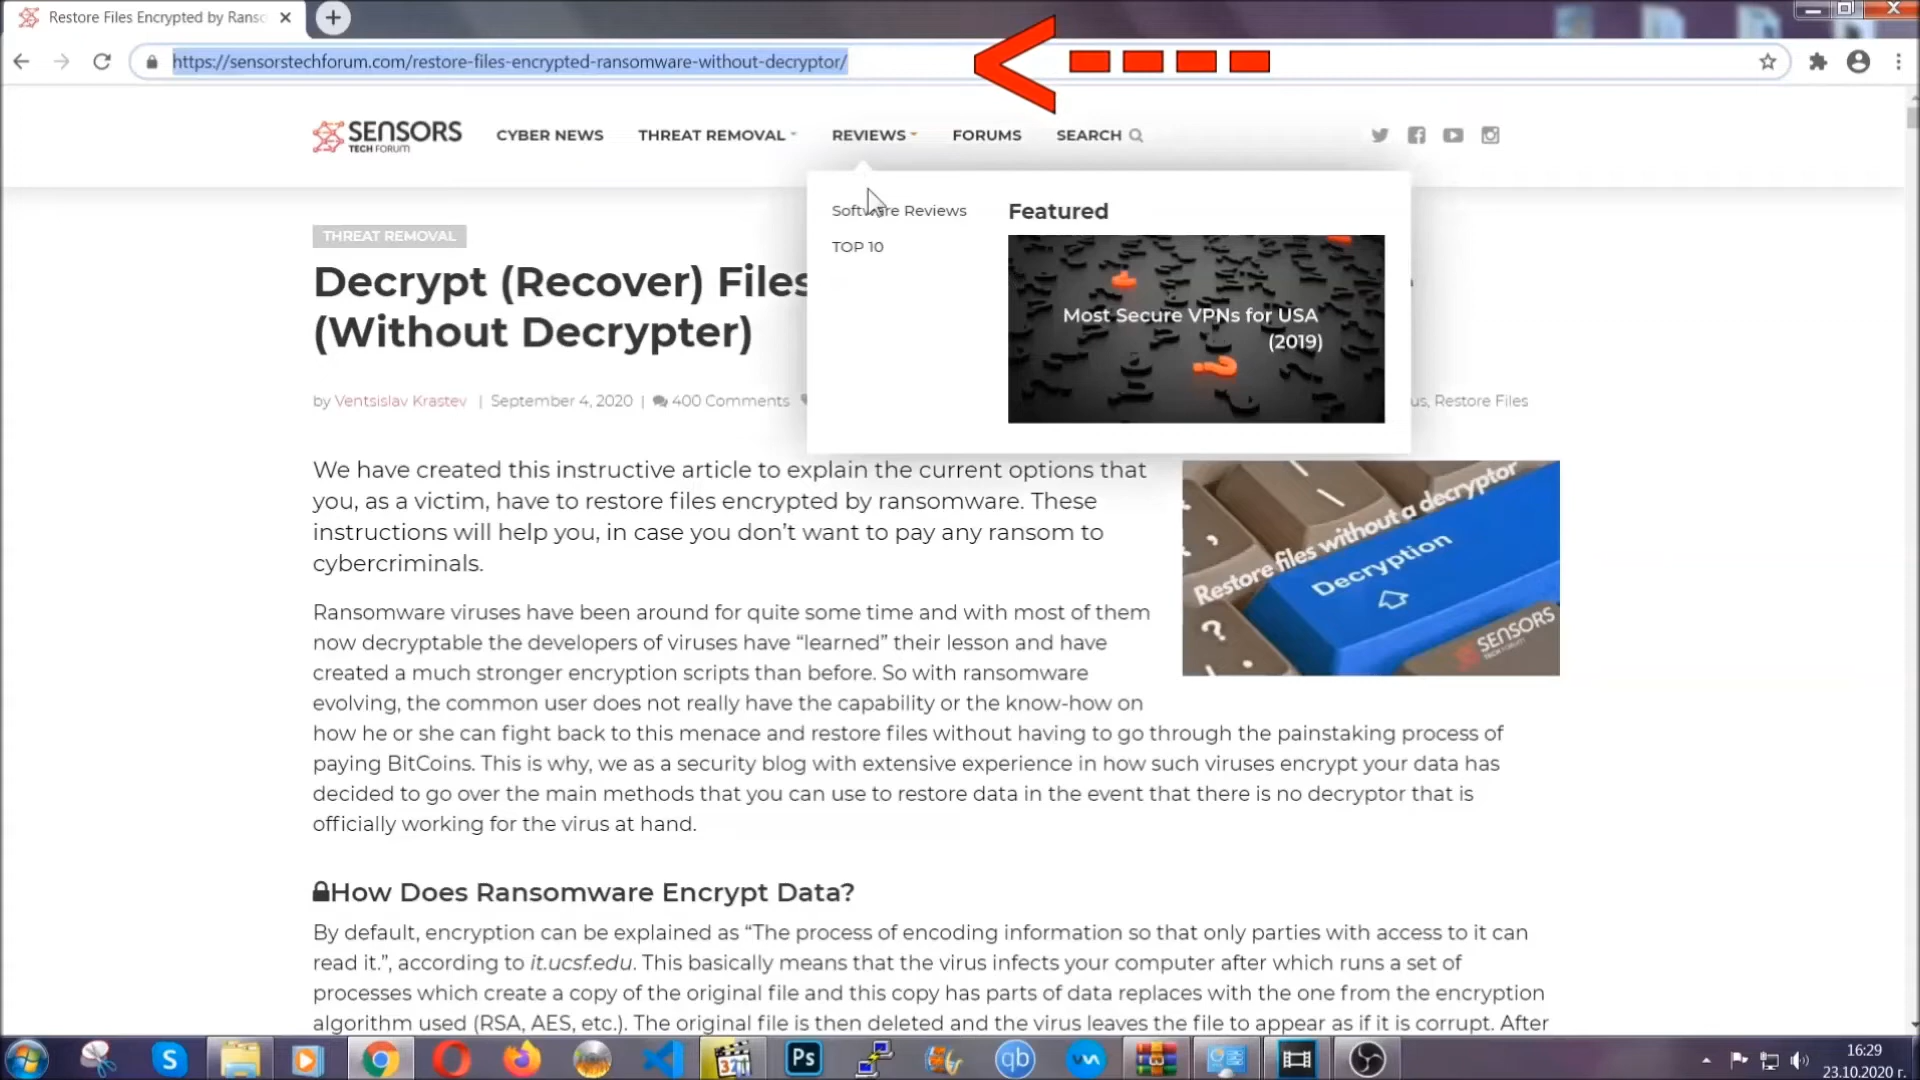 Restore Files Encrypted by Ranso
https://sensorstechforum.com/restore-files-encrypted-ransomware-without-decryptor/
SENSORS
TECH FORUM
CYBER NEWS
THREAT REMOVAL
REVIEWS
FORUMS
SEARCH
Software Reviews
TOP 10
Featured
Most Secure VPNs for USA
(2019)
THREAT REMOVAL
Decrypt (Recover) Files
(Without Decrypter)
by Ventsislav Krastev | September 4, 2020 | 400 Comments
us, Restore Files
We have created this instructive article to explain the current options that
you, as a victim, have to restore files encrypted by ransomware. These
instructions will help you, in case you don’t want to pay any ransom to
cybercriminals.
Restore files without a decryptor
Decryption
SENSORS
TECH FORUM
Ransomware viruses have been around for quite some time and with most of them
now decryptable the developers of viruses have “learned” their lesson and have
created a much stronger encryption scripts than before. So with ransomware
evolving, the common user does not really have the capability or the know-how on
how he or she can fight back to this menace and restore files without having to go through the painstaking process of
paying BitCoins. This is why, we as a security blog with extensive experience in how such viruses encrypt your data has
decided to go over the main methods that you can use to restore data in the event that there is no decryptor that is
officially working for the virus at hand.
How Does Ransomware Encrypt Data?
By default, encryption can be explained as “The process of encoding information so that only parties with access to it can
read it.”, according to it.ucsf.edu. This basically means that the virus infects your computer after which runs a set of
processes which create a copy of the original file and this copy has parts of data replaces with the one from the encryption
algorithm used (RSA, AES, etc.). The original file is then deleted and the virus leaves the file to appear as if it is corrupt. After
S
321
Ps
qb
16:29
23.10.2020 г.